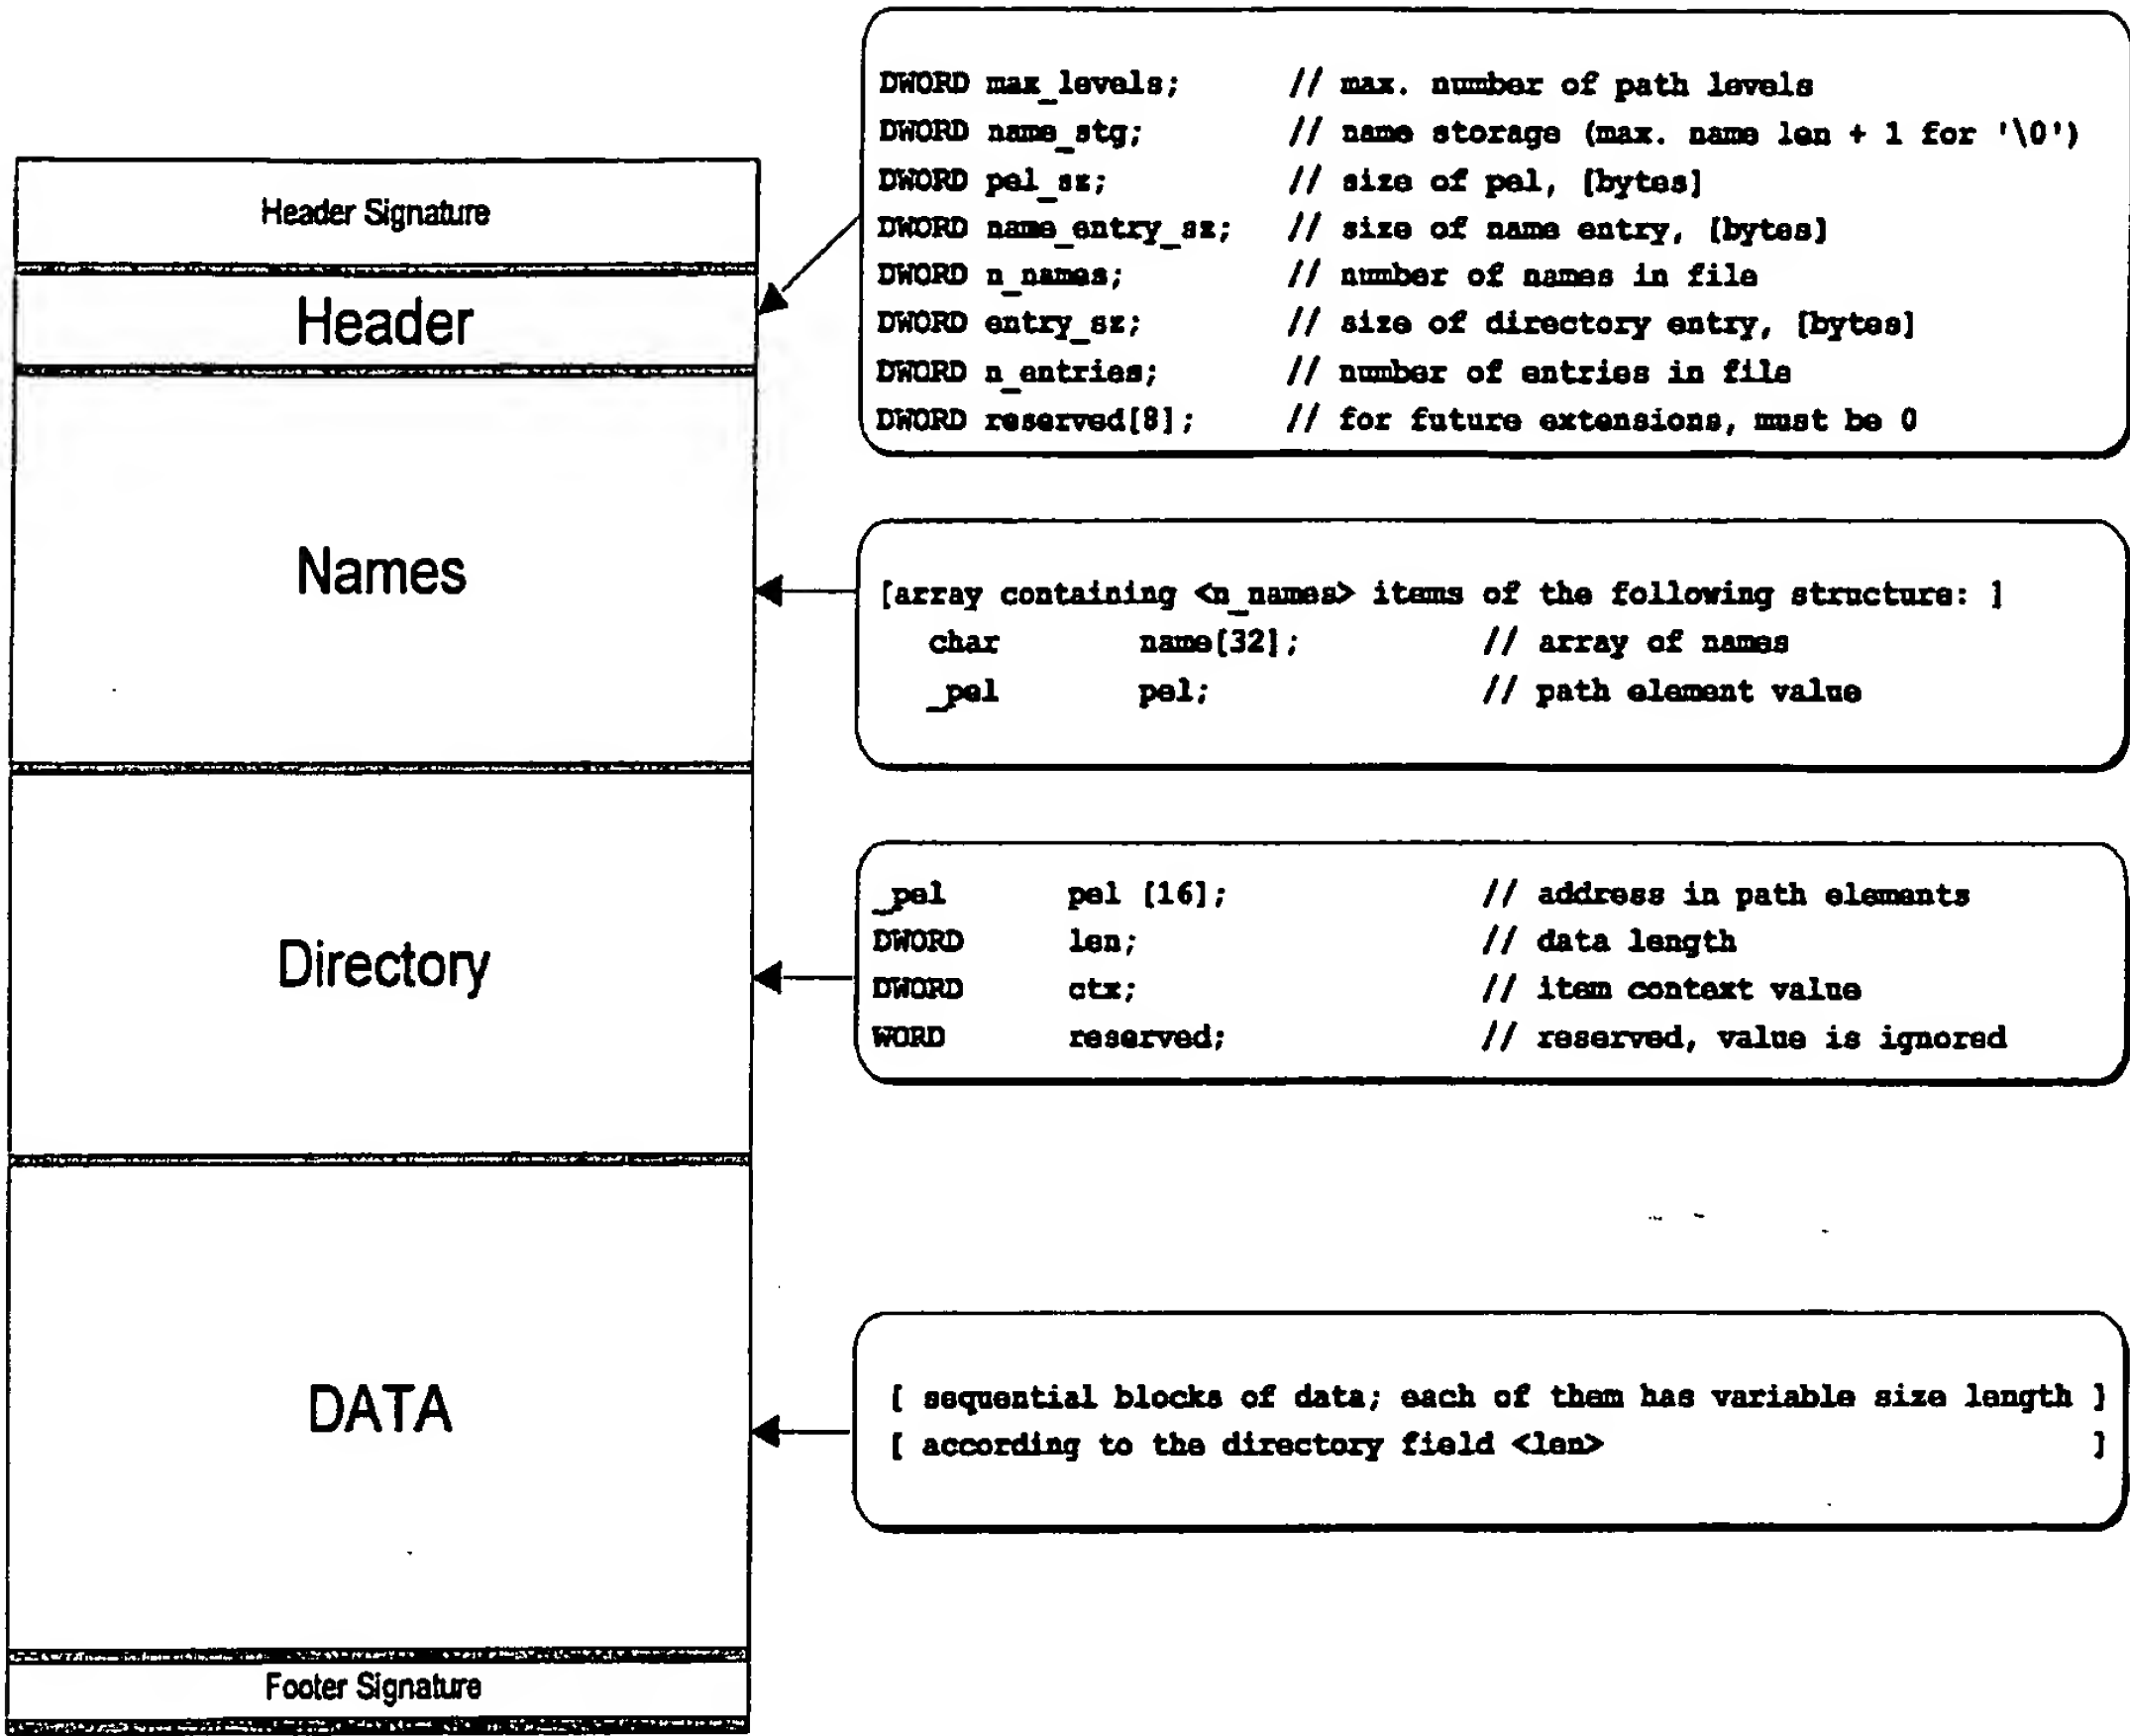 Header Signature
Header
Names
Directory
DATA
Footer Signature
DWORD max_levels; // max. number of path levels
DWORD name_stg; // name storage (max. name len + 1 for '\0')
DWORD pel_sz; // size of pel, [bytes]
DWORD name_entry_sz; // size of name entry, [bytes]
DWORD n_names; // number of names in file
DWORD entry_sz; // size of directory entry, [bytes]
DWORD n_entries; // number of entries in file
DWORD reserved[8]; // for future extensions, must be 0
[array containing <n_names> items of the following structure: ]
char name[32]; // array of names
_pel pel; // path element value
_pel pel [16]; // address in path elements
DWORD len; // data length
DWORD ctx; // item context value
WORD reserved; // reserved, value is ignored
[ sequential blocks of data; each of them has variable size length ]
[ according to the directory field <len> ]